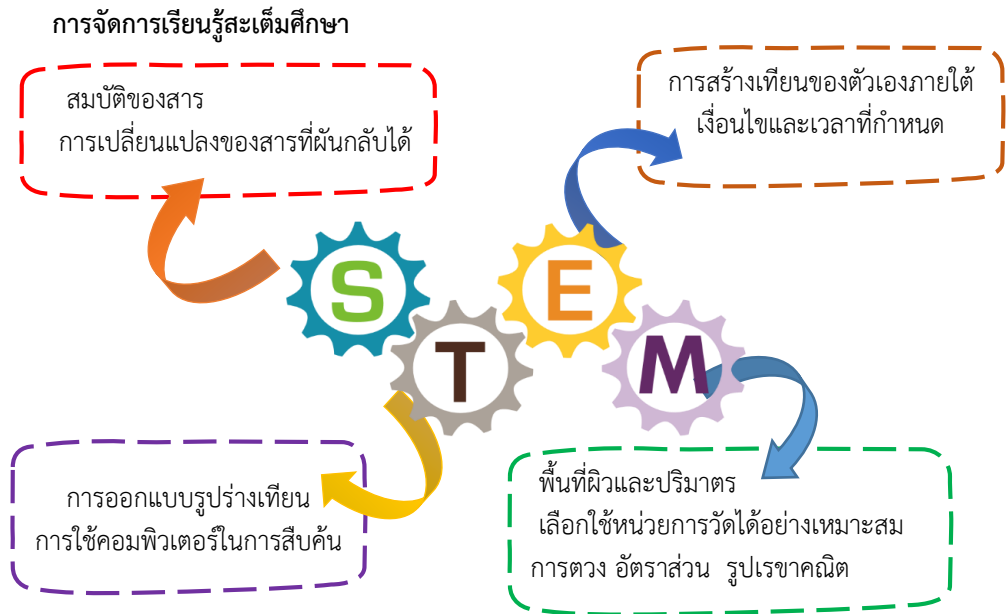 การจัดการเรียนรู้สะเต็มศึกษา
สมบัติของสาร
การเปลี่ยนแปลงของสารที่ผันกลับได้
การสร้างเทียนของตัวเองภายใต้
เงื่อนไขและเวลาที่กำหนด
S
T
E
M
การออกแบบรูปร่างเทียน
การใช้คอมพิวเตอร์ในการสืบค้น
พื้นที่ผิวและปริมาตร
เลือกใช้หน่วยการวัดได้อย่างเหมาะสม
การตวง อัตราส่วน รูปเรขาคณิต